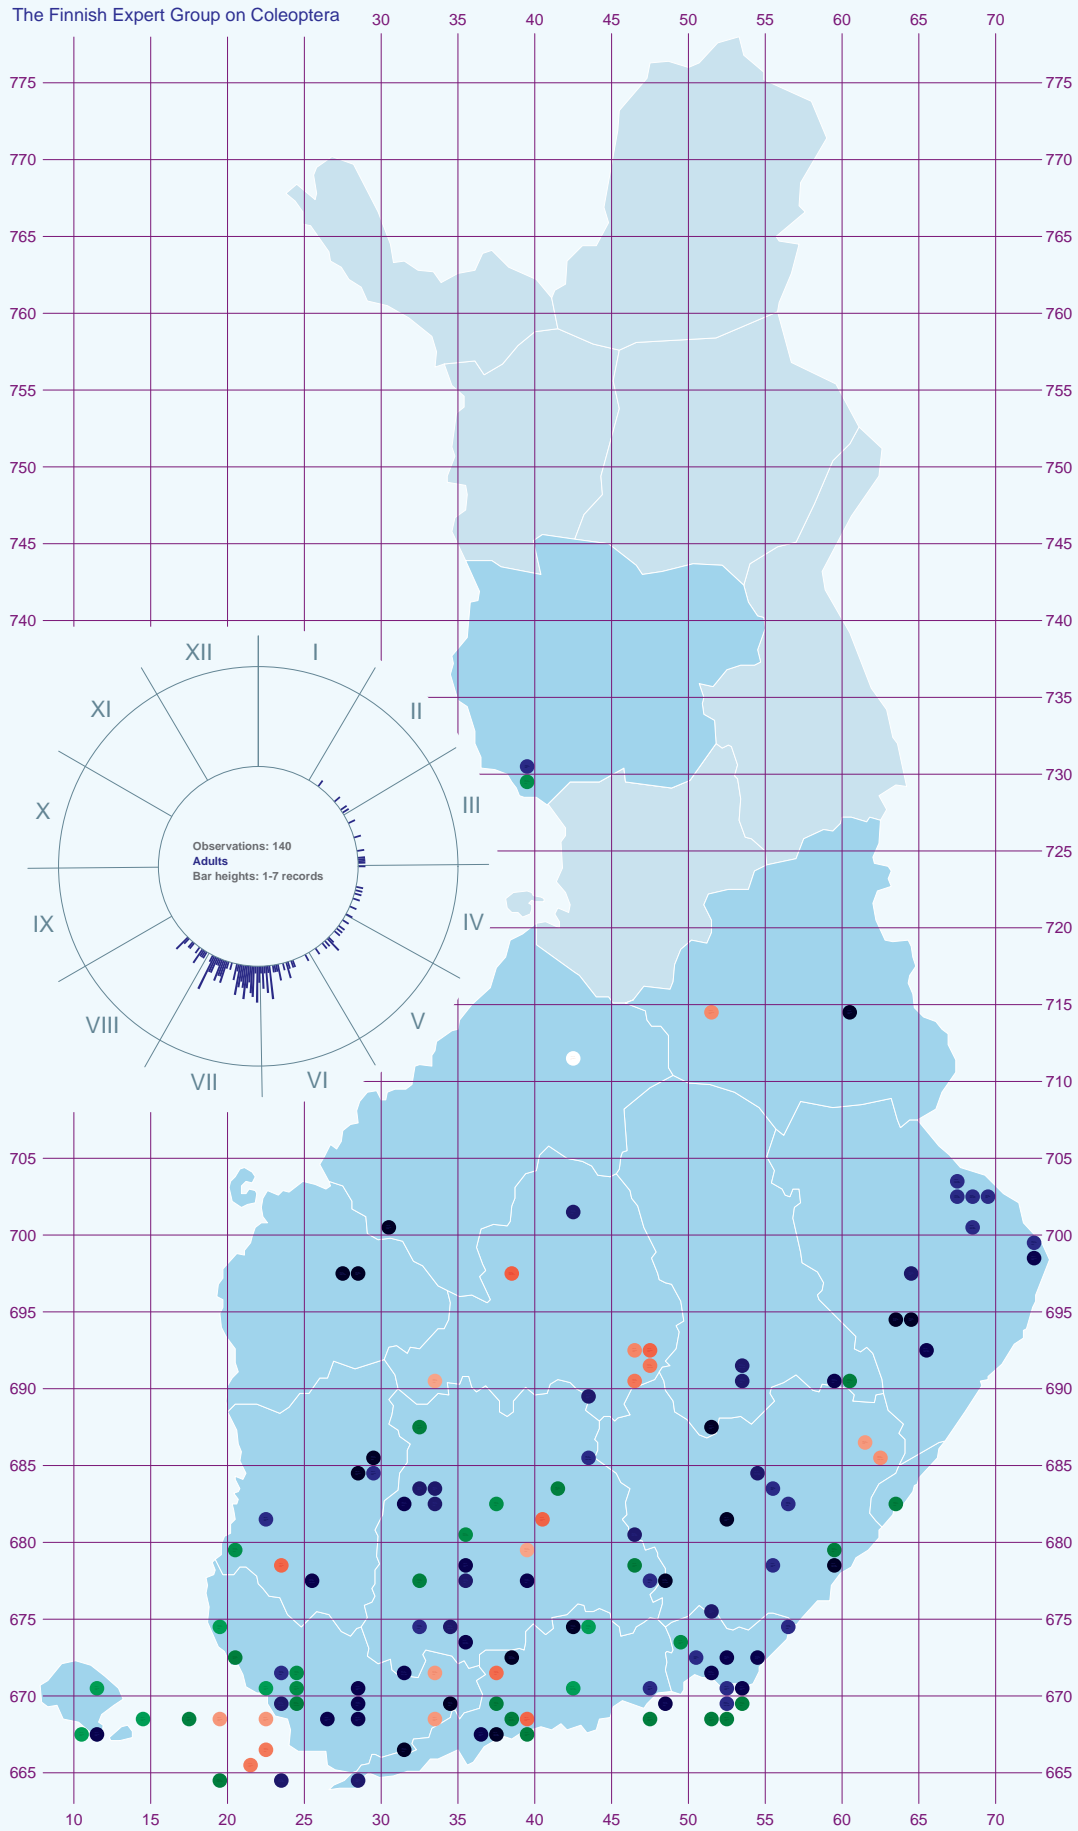 The Finnish Expert Group on Coleoptera
30 40 50 60 70
775 775
770 770
765 765
760 760
755 755
750 750
745 745
740 740
XII I
XI II
735
730
X III
Observations: 140
Adults
Bar heights: 1-7 records
725
IX IV
720
VIII V
715
VII VI
710
705 705
700 700
695 695
690 690
685 685
680 680
675 675
670 670
665 665
10 15 20 25 30 35 40 45 50 55 60 65 70